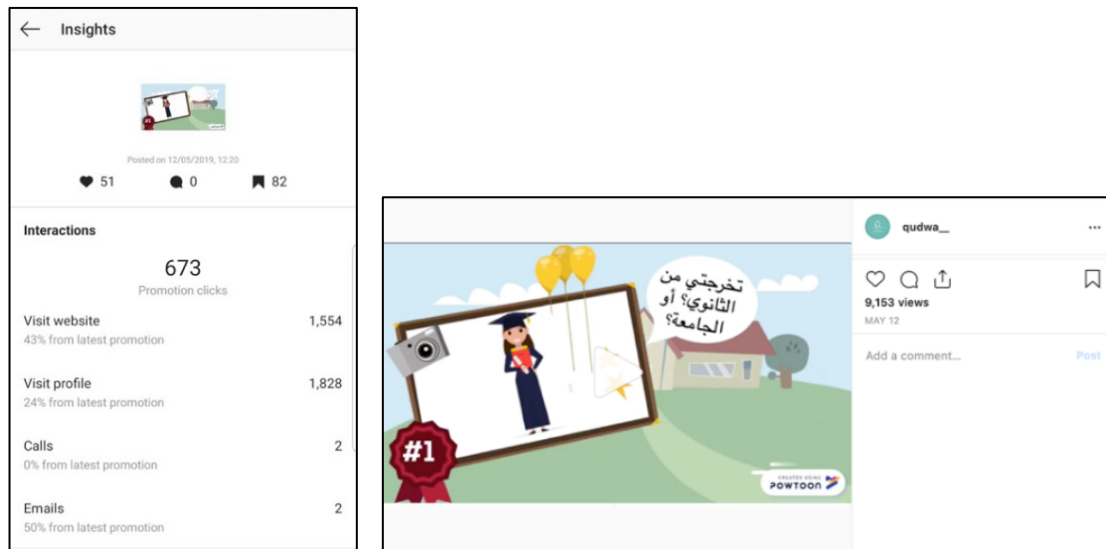 Insights
Posted on 12/05/2019, 12:20
51
0
82
Interactions
673
Promotion clicks
Visit website
1,554
43% from latest promotion
Visit profile
1,828
24% from latest promotion
Calls
2
0% from latest promotion
Emails
2
50% from latest promotion
تخرجتي من
الثانوي؟ أو
الجامعة؟
#1
CREATED USING
POWTOON
qudwa__
9,153 views
MAY 12
Add a comment...
Post